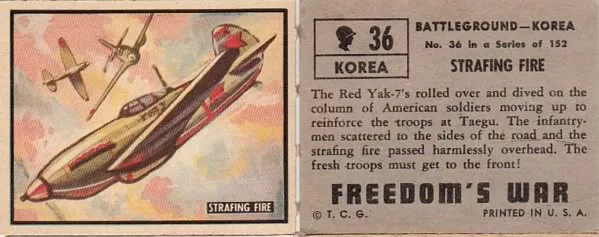 STRAFING FIRE
36
KOREA
BATTLEGROUND—KOREA
No. 36 in a Series of 152
STRAFING FIRE
The Red Yak-7's rolled over and dived on the
column of American soldiers moving up to
reinforce the troops at Taegu. The infantry-
men scattered to the sides of the road and the
strafing fire passed harmlessly overhead. The
fresh troops must get to the front!
FREEDOM'S WAR
© T. C. G.
PRINTED IN U. S. A.